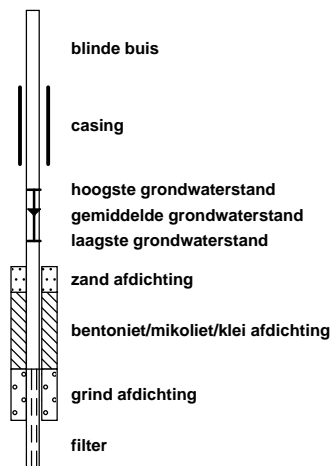 blinde buis
casing
hoogste grondwaterstand
gemiddelde grondwaterstand
laagste grondwaterstand
zand afdichting
bentoniet/mikoliet/klei afdichting
grind afdichting
filter